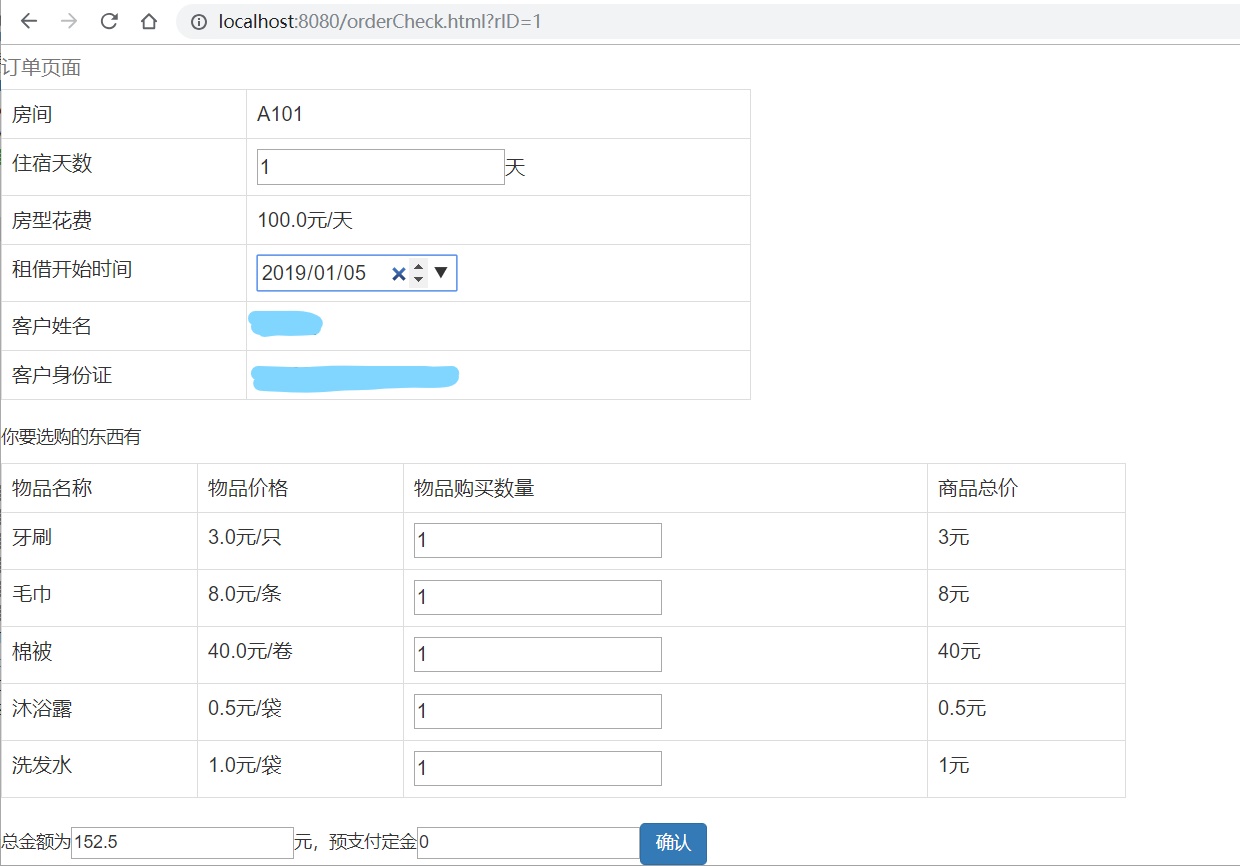 localhost:8080/orderCheck.html?rID=1
订单页面
房间 A101
住宿天数 1天
房型花费 100.0元/天
租借开始时间 2019/01/05
客户姓名
客户身份证
你要选购的东西有
物品名称 物品价格 物品购买数量 商品总价
牙刷 3.0元/只 1 3元
毛巾 8.0元/条 1 8元
棉被 40.0元/卷 1 40元
沐浴露 0.5元/袋 1 0.5元
洗发水 1.0元/袋 1 1元
总金额为152.5元，预支付定金0 确认